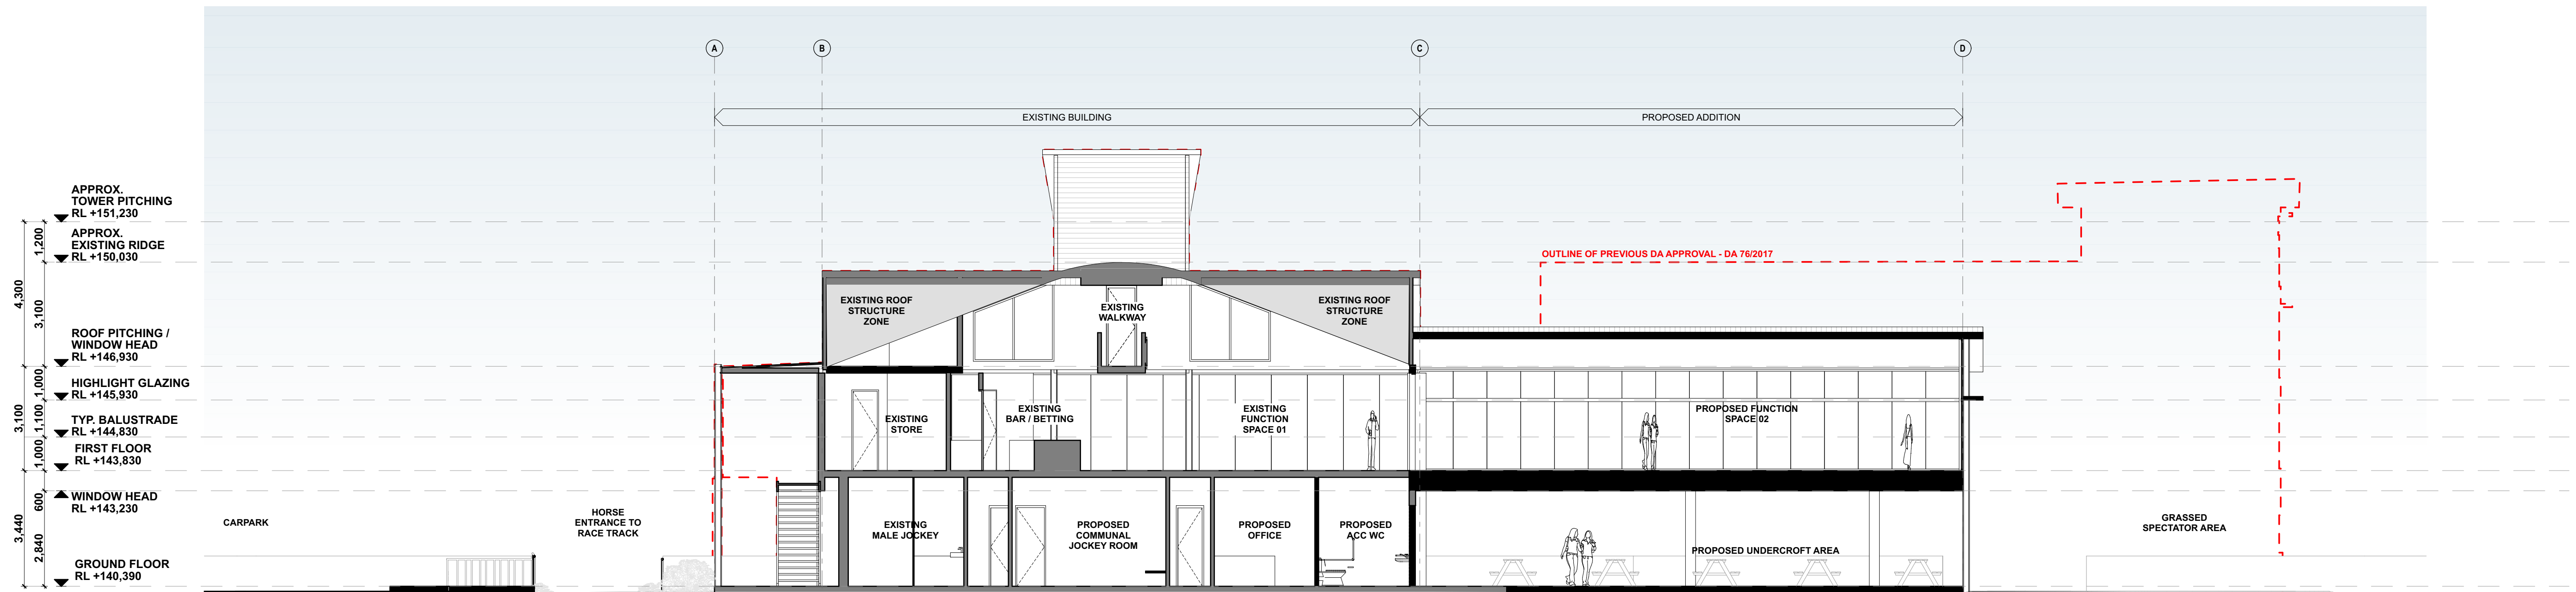 A
B
C
D
EXISTING BUILDING
PROPOSED ADDITION
APPROX.
TOWER PITCHING
RL +151,230
APPROX.
EXISTING RIDGE
RL +150,030
ROOF PITCHING /
WINDOW HEAD
RL +146,930
HIGHLIGHT GLAZING
RL +145,930
TYP. BALUSTRADE
RL +144,830
FIRST FLOOR
RL +143,830
WINDOW HEAD
RL +143,230
GROUND FLOOR
RL +140,390
4,300
3,100
3,440
1,200
3,100
1,000
1,100
1,000
600
2,840
OUTLINE OF PREVIOUS DA APPROVAL - DA 76/2017
EXISTING ROOF
STRUCTURE
ZONE
EXISTING
WALKWAY
EXISTING ROOF
STRUCTURE
ZONE
EXISTING
STORE
EXISTING
BAR / BETTING
EXISTING
FUNCTION
SPACE 01
PROPOSED FUNCTION
SPACE 02
CARPARK
HORSE
ENTRANCE TO
RACE TRACK
EXISTING
MALE JOCKEY
PROPOSED
COMMUNAL
JOCKEY ROOM
PROPOSED
OFFICE
PROPOSED
ACC WC
PROPOSED UNDERCROFT AREA
GRASSED
SPECTATOR AREA